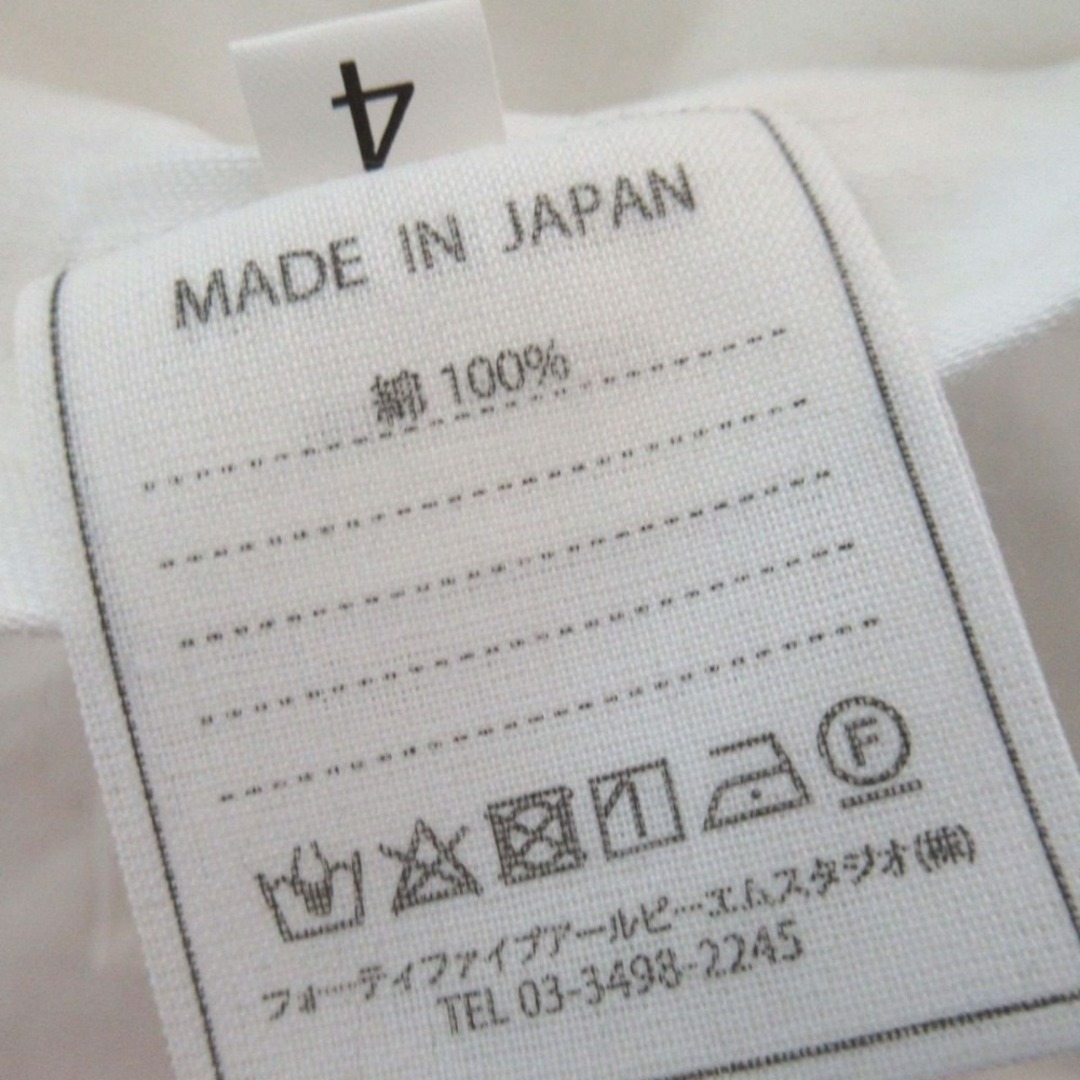 4
MADE IN JAPAN
綿 100%
F
フォーティファイブアールピーエムスタジオ(株)
TEL 03-3498-2245